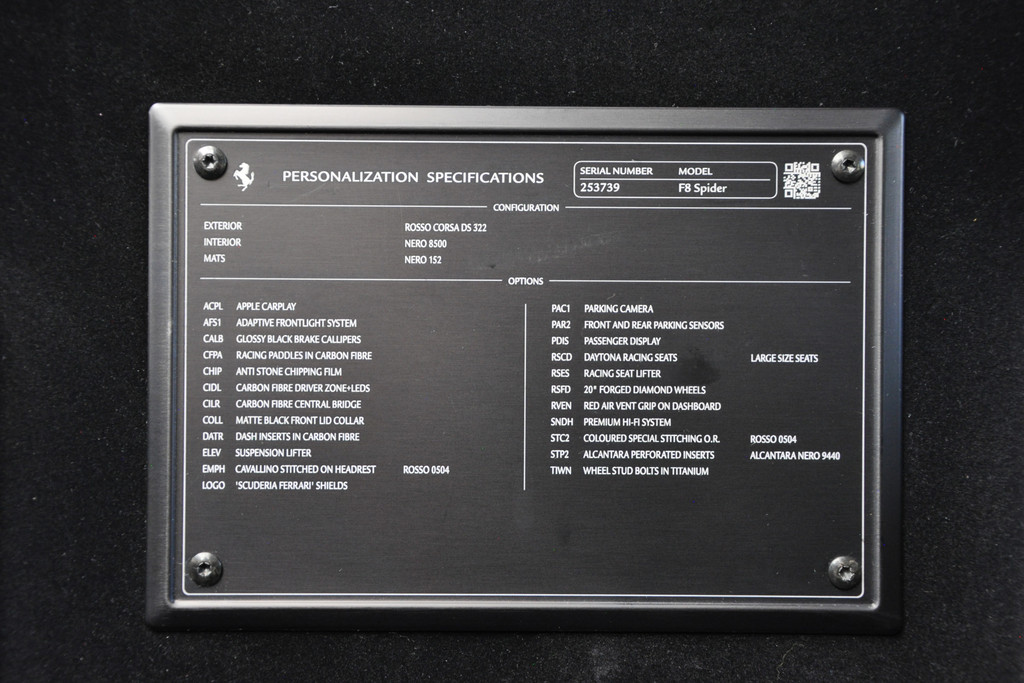 PERSONALIZATION SPECIFICATIONS
SERIAL NUMBER MODEL
253739 F8 Spider
CONFIGURATION
EXTERIOR ROSSO CORSA DS 322
INTERIOR NERO 8500
MATS NERO 152
OPTIONS
ACPL APPLE CARPLAY
AFS1 ADAPTIVE FRONTLIGHT SYSTEM
CALB GLOSSY BLACK BRAKE CALLIPERS
CFPA RACING PADDLES IN CARBON FIBRE
CHIP ANTI STONE CHIPPING FILM
CIDL CARBON FIBRE DRIVER ZONE+LEDS
CILR CARBON FIBRE CENTRAL BRIDGE
COLL MATTE BLACK FRONT LID COLLAR
DATR DASH INSERTS IN CARBON FIBRE
ELEV SUSPENSION LIFTER
EMPH CAVALLINO STITCHED ON HEADREST ROSSO 0504
LOGO 'SCUDERIA FERRARI' SHIELDS
PAC1 PARKING CAMERA
PAR2 FRONT AND REAR PARKING SENSORS
PDIS PASSENGER DISPLAY
RSCD DAYTONA RACING SEATS LARGE SIZE SEATS
RSES RACING SEAT LIFTER
RSFD 20" FORGED DIAMOND WHEELS
RVEN RED AIR VENT GRIP ON DASHBOARD
SNDH PREMIUM HI-FI SYSTEM
STC2 COLOURED SPECIAL STITCHING O.R. ROSSO 0504
STP2 ALCANTARA PERFORATED INSERTS ALCANTARA NERO 9440
TIWN WHEEL STUD BOLTS IN TITANIUM